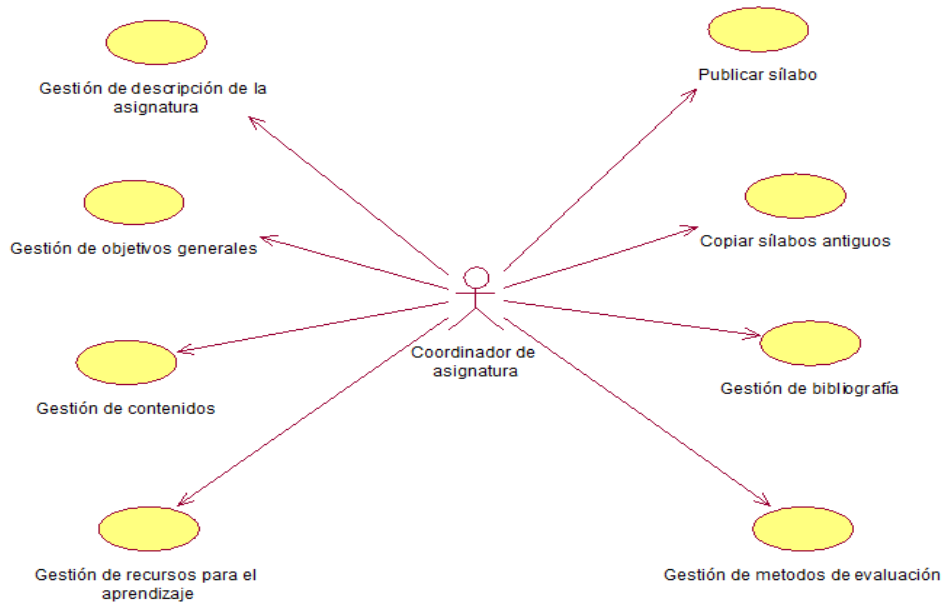 Gestión de descripción de la
asignatura
Publicar sílabo
Gestión de objetivos generales
Copiar sílabos antiguos
Coordinador de
asignatura
Gestión de contenidos
Gestión de bibliografía
Gestión de recursos para el
aprendizaje
Gestión de metodos de evaluación